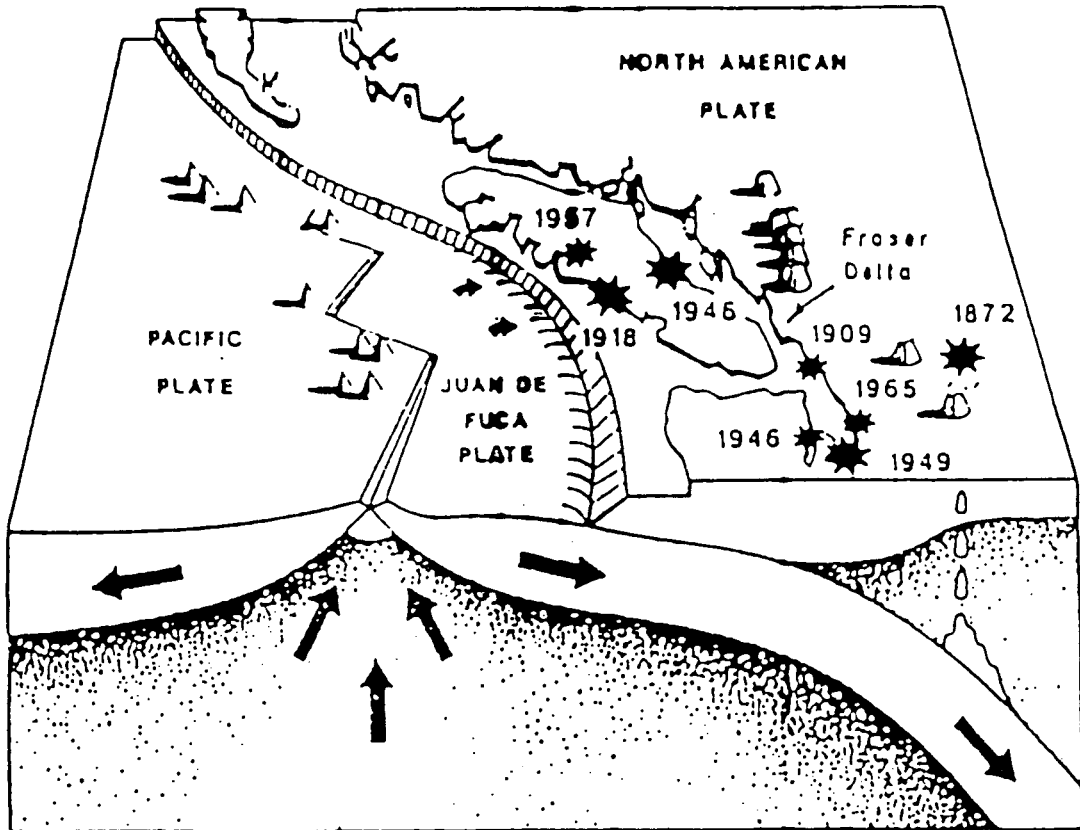 NORTH AMERICAN
PLATE
1957
Fraser
Delta
1946
1918
1909
1872
PACIFIC
PLATE
JUAN DE
FUCA
PLATE
1965
1946
1949